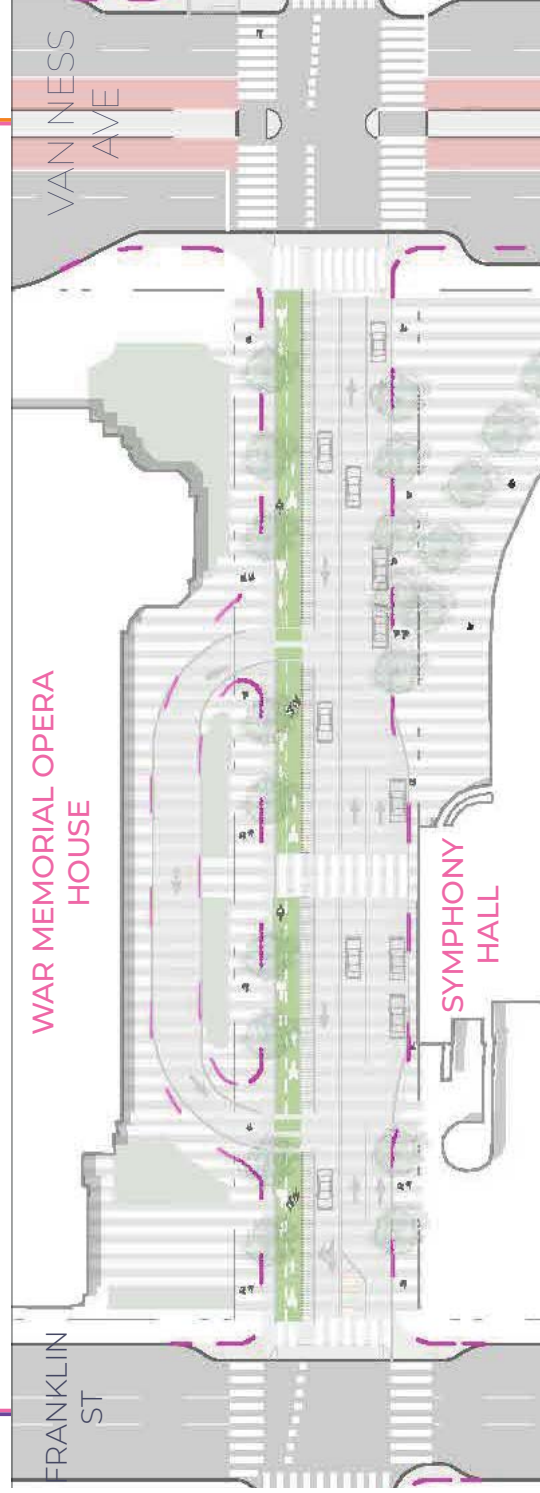 VAN NESS
AVE
WAR MEMORIAL OPERA
HOUSE
SYMPHONY
HALL
FRANKLIN
ST